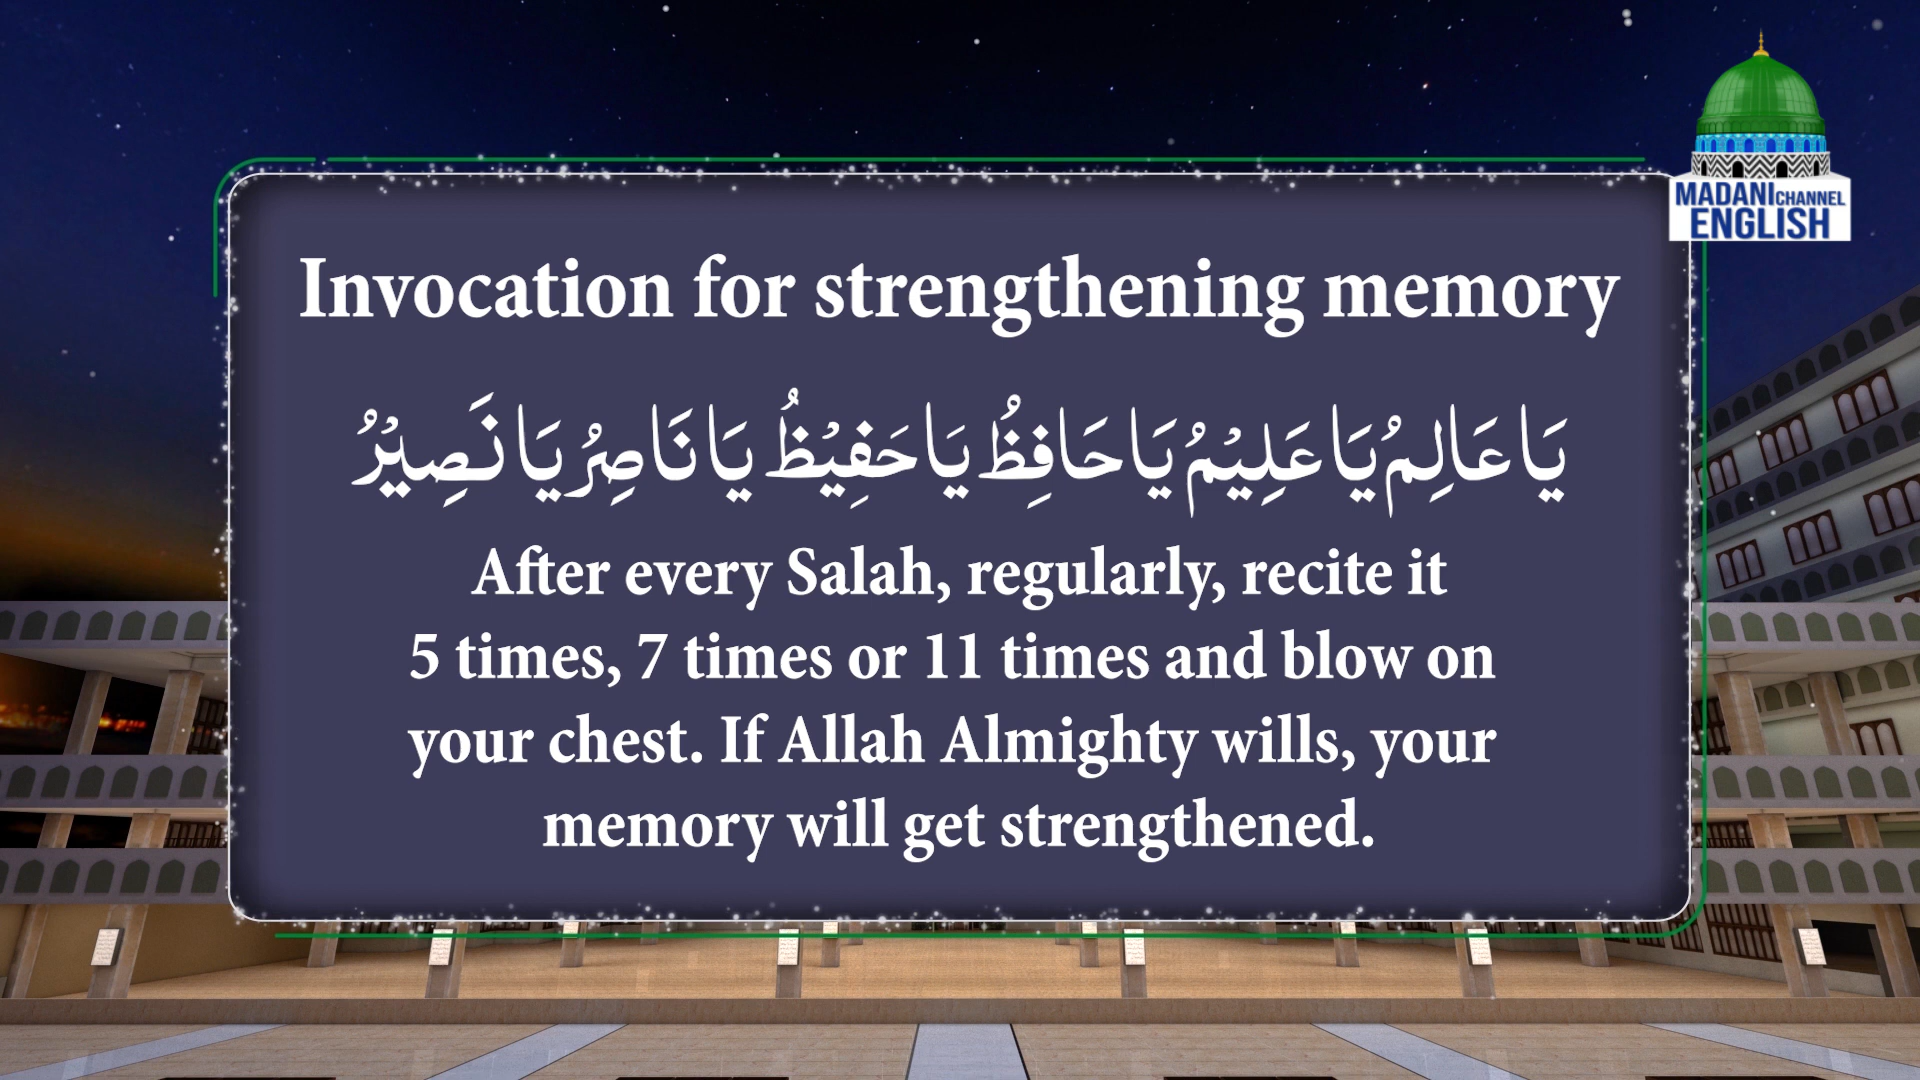 MADANI CHANNEL
ENGLISH
Invocation for strengthening memory
يَا عَالِمُ يَا عَلِيْمُ يَا حَافِظُ يَا حَفِيْظُ يَا نَاصِرُ يَا نَصِيْرُ
After every Salah, regularly, recite it
5 times, 7 times or 11 times and blow on
your chest. If Allah Almighty wills, your
memory will get strengthened.